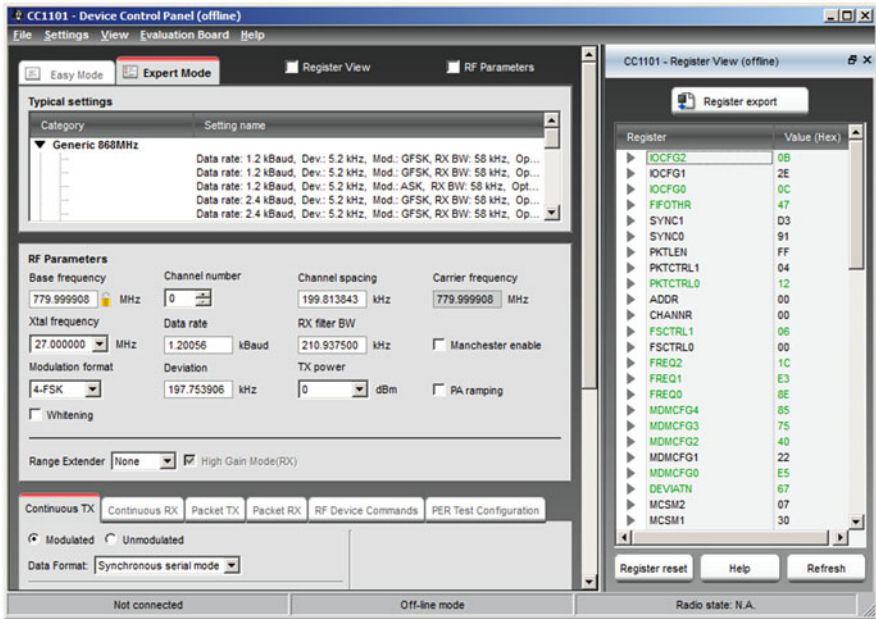 CC1101 - Device Control Panel (offline)
File Settings View Evaluation Board Help
Easy Mode
Expert Mode
Register View
RF Parameters
Typical settings
Category Setting name
Generic 868MHz
Data rate: 1.2 kBaud, Dev.: 5.2 kHz, Mod.: GFSK, RX BW: 58 kHz, Op...
Data rate: 1.2 kBaud, Dev.: 5.2 kHz, Mod.: GFSK, RX BW: 58 kHz, Op...
Data rate: 1.2 kBaud, Dev.: 5.2 kHz, Mod.: ASK, RX BW: 58 kHz, Opt...
Data rate: 2.4 kBaud, Dev.: 5.2 kHz, Mod.: GFSK, RX BW: 58 kHz, Op...
Data rate: 2.4 kBaud, Dev.: 5.2 kHz, Mod.: GFSK, RX BW: 58 kHz, Op...
RF Parameters
Base frequency Channel number Channel spacing Carrier frequency
779.999908 MHz 0 199.813843 kHz 779.999908 MHz
Xtal frequency Data rate RX filter BW
27.000000 MHz 1.20056 kBaud 210.937500 kHz Manchester enable
Modulation format Deviation TX power
4-FSK 197.753906 kHz 0 dBm PA ramping
Whitening
Range Extender None High Gain Mode(RX)
Continuous TX Continuous RX Packet TX Packet RX RF Device Commands PER Test Configuration
Modulated Unmodulated
Data Format: Synchronous serial mode
CC1101 - Register View (offline)
Register export
Register Value (Hex)
IOCFG2 0B
IOCFG1 2E
IOCFG0 0C
FIFOTHR 47
SYNC1 D3
SYNC0 91
PKTLEN FF
PKTCTRL1 04
PKTCTRL0 12
ADDR 00
CHANNR 00
FSCTRL1 06
FSCTRL0 00
FREQ2 1C
FREQ1 E3
FREQ0 8E
MDMCFG4 85
MDMCFG3 75
MDMCFG2 40
MDMCFG1 22
MDMCFG0 E5
DEVIATN 67
MCSM2 07
MCSM1 30
Register reset Help Refresh
Not connected Off-line mode Radio state: N.A.